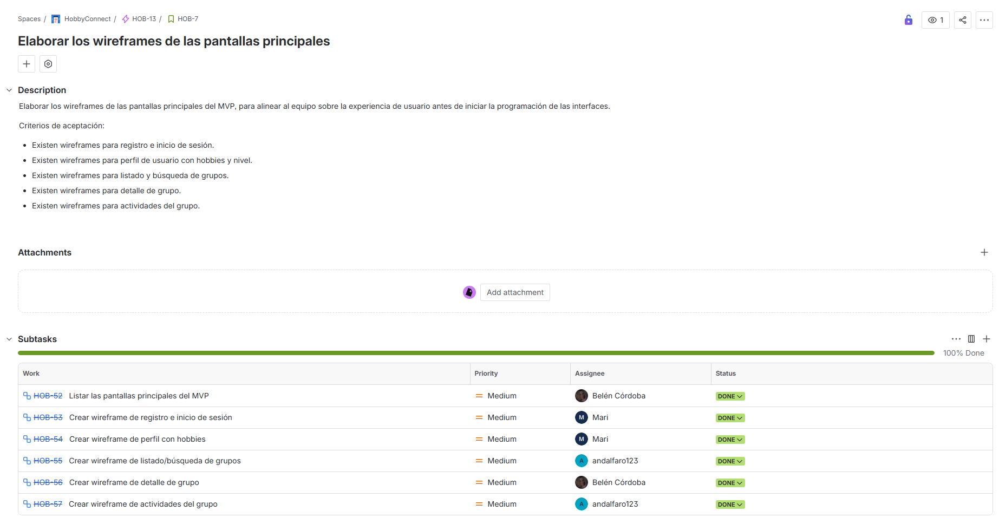 Spaces / HobbyConnect / HOB-13 / HOB-7
1
Elaborar los wireframes de las pantallas principales
Description
Elaborar los wireframes de las pantallas principales del MVP, para alinear al equipo sobre la experiencia de usuario antes de iniciar la programación de las interfaces.
Criterios de aceptación:
• Existen wireframes para registro e inicio de sesión.
• Existen wireframes para perfil de usuario con hobbies y nivel.
• Existen wireframes para listado y búsqueda de grupos.
• Existen wireframes para detalle de grupo.
• Existen wireframes para actividades del grupo.
Attachments
Add attachment
Subtasks
100% Done
Work Priority Assignee Status
HOB-52 Listar las pantallas principales del MVP Medium Belén Córdoba DONE
HOB-53 Crear wireframe de registro e inicio de sesión Medium M Mari DONE
HOB-54 Crear wireframe de perfil con hobbies Medium M Mari DONE
HOB-55 Crear wireframe de listado/búsqueda de grupos Medium A andalfaro123 DONE
HOB-56 Crear wireframe de detalle de grupo Medium Belén Córdoba DONE
HOB-57 Crear wireframe de actividades del grupo Medium A andalfaro123 DONE